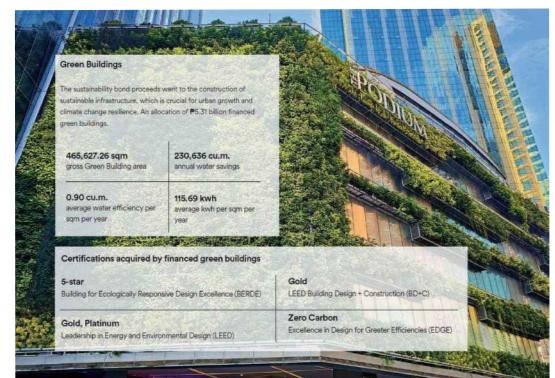 THE PODIUM
Green Buildings
The sustainability bond proceeds went to the construction of
sustainable infrastructure, which is crucial for urban growth and
climate change resilience. An allocation of ₱5.31 billion financed
green buildings.
465,627.26 sqm
gross Green Building area
230,636 cu.m.
annual water savings
0.90 cu.m.
average water efficiency per
sqm per year
115.69 kwh
average kwh per sqm per
year
Certifications acquired by financed green buildings
5-star
Building for Ecologically Responsive Design Excellence (BERDE)
Gold
LEED Building Design + Construction (BD+C)
Gold, Platinum
Leadership in Energy and Environmental Design (LEED)
Zero Carbon
Excellence in Design for Greater Efficiencies (EDGE)